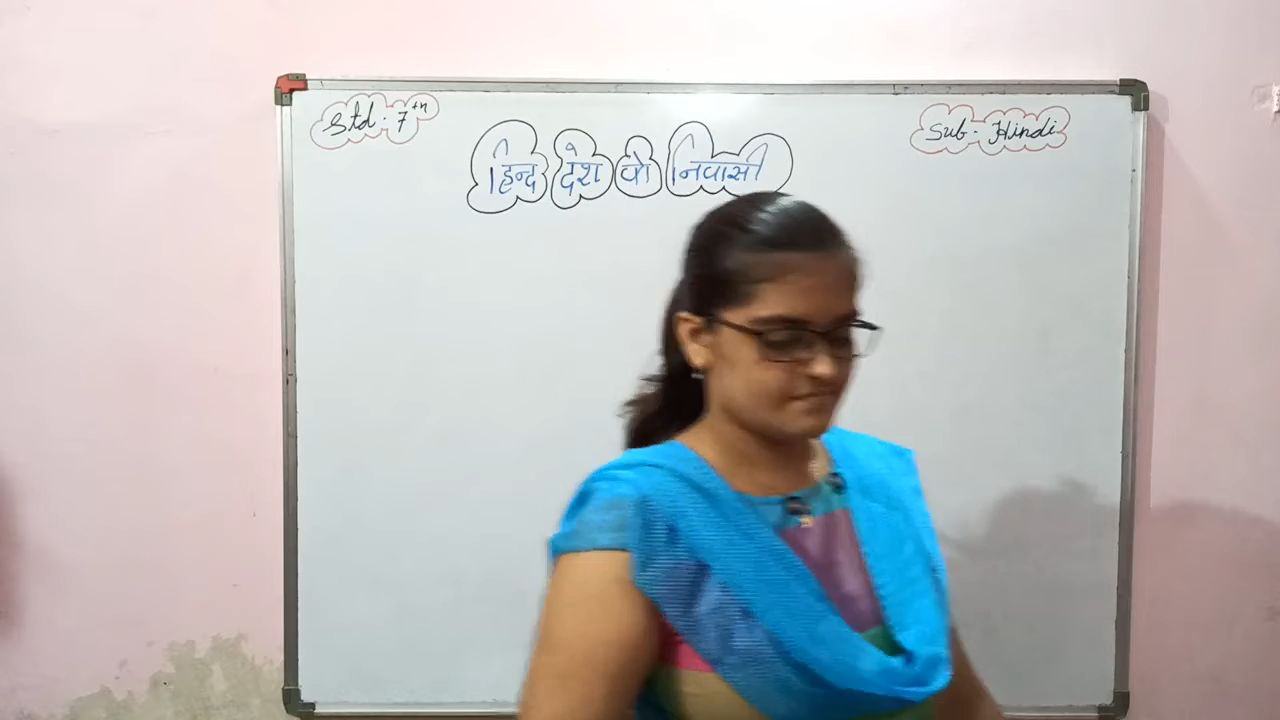 Std. 7th
Sub- Hindi
हिन्द देश के निवासी